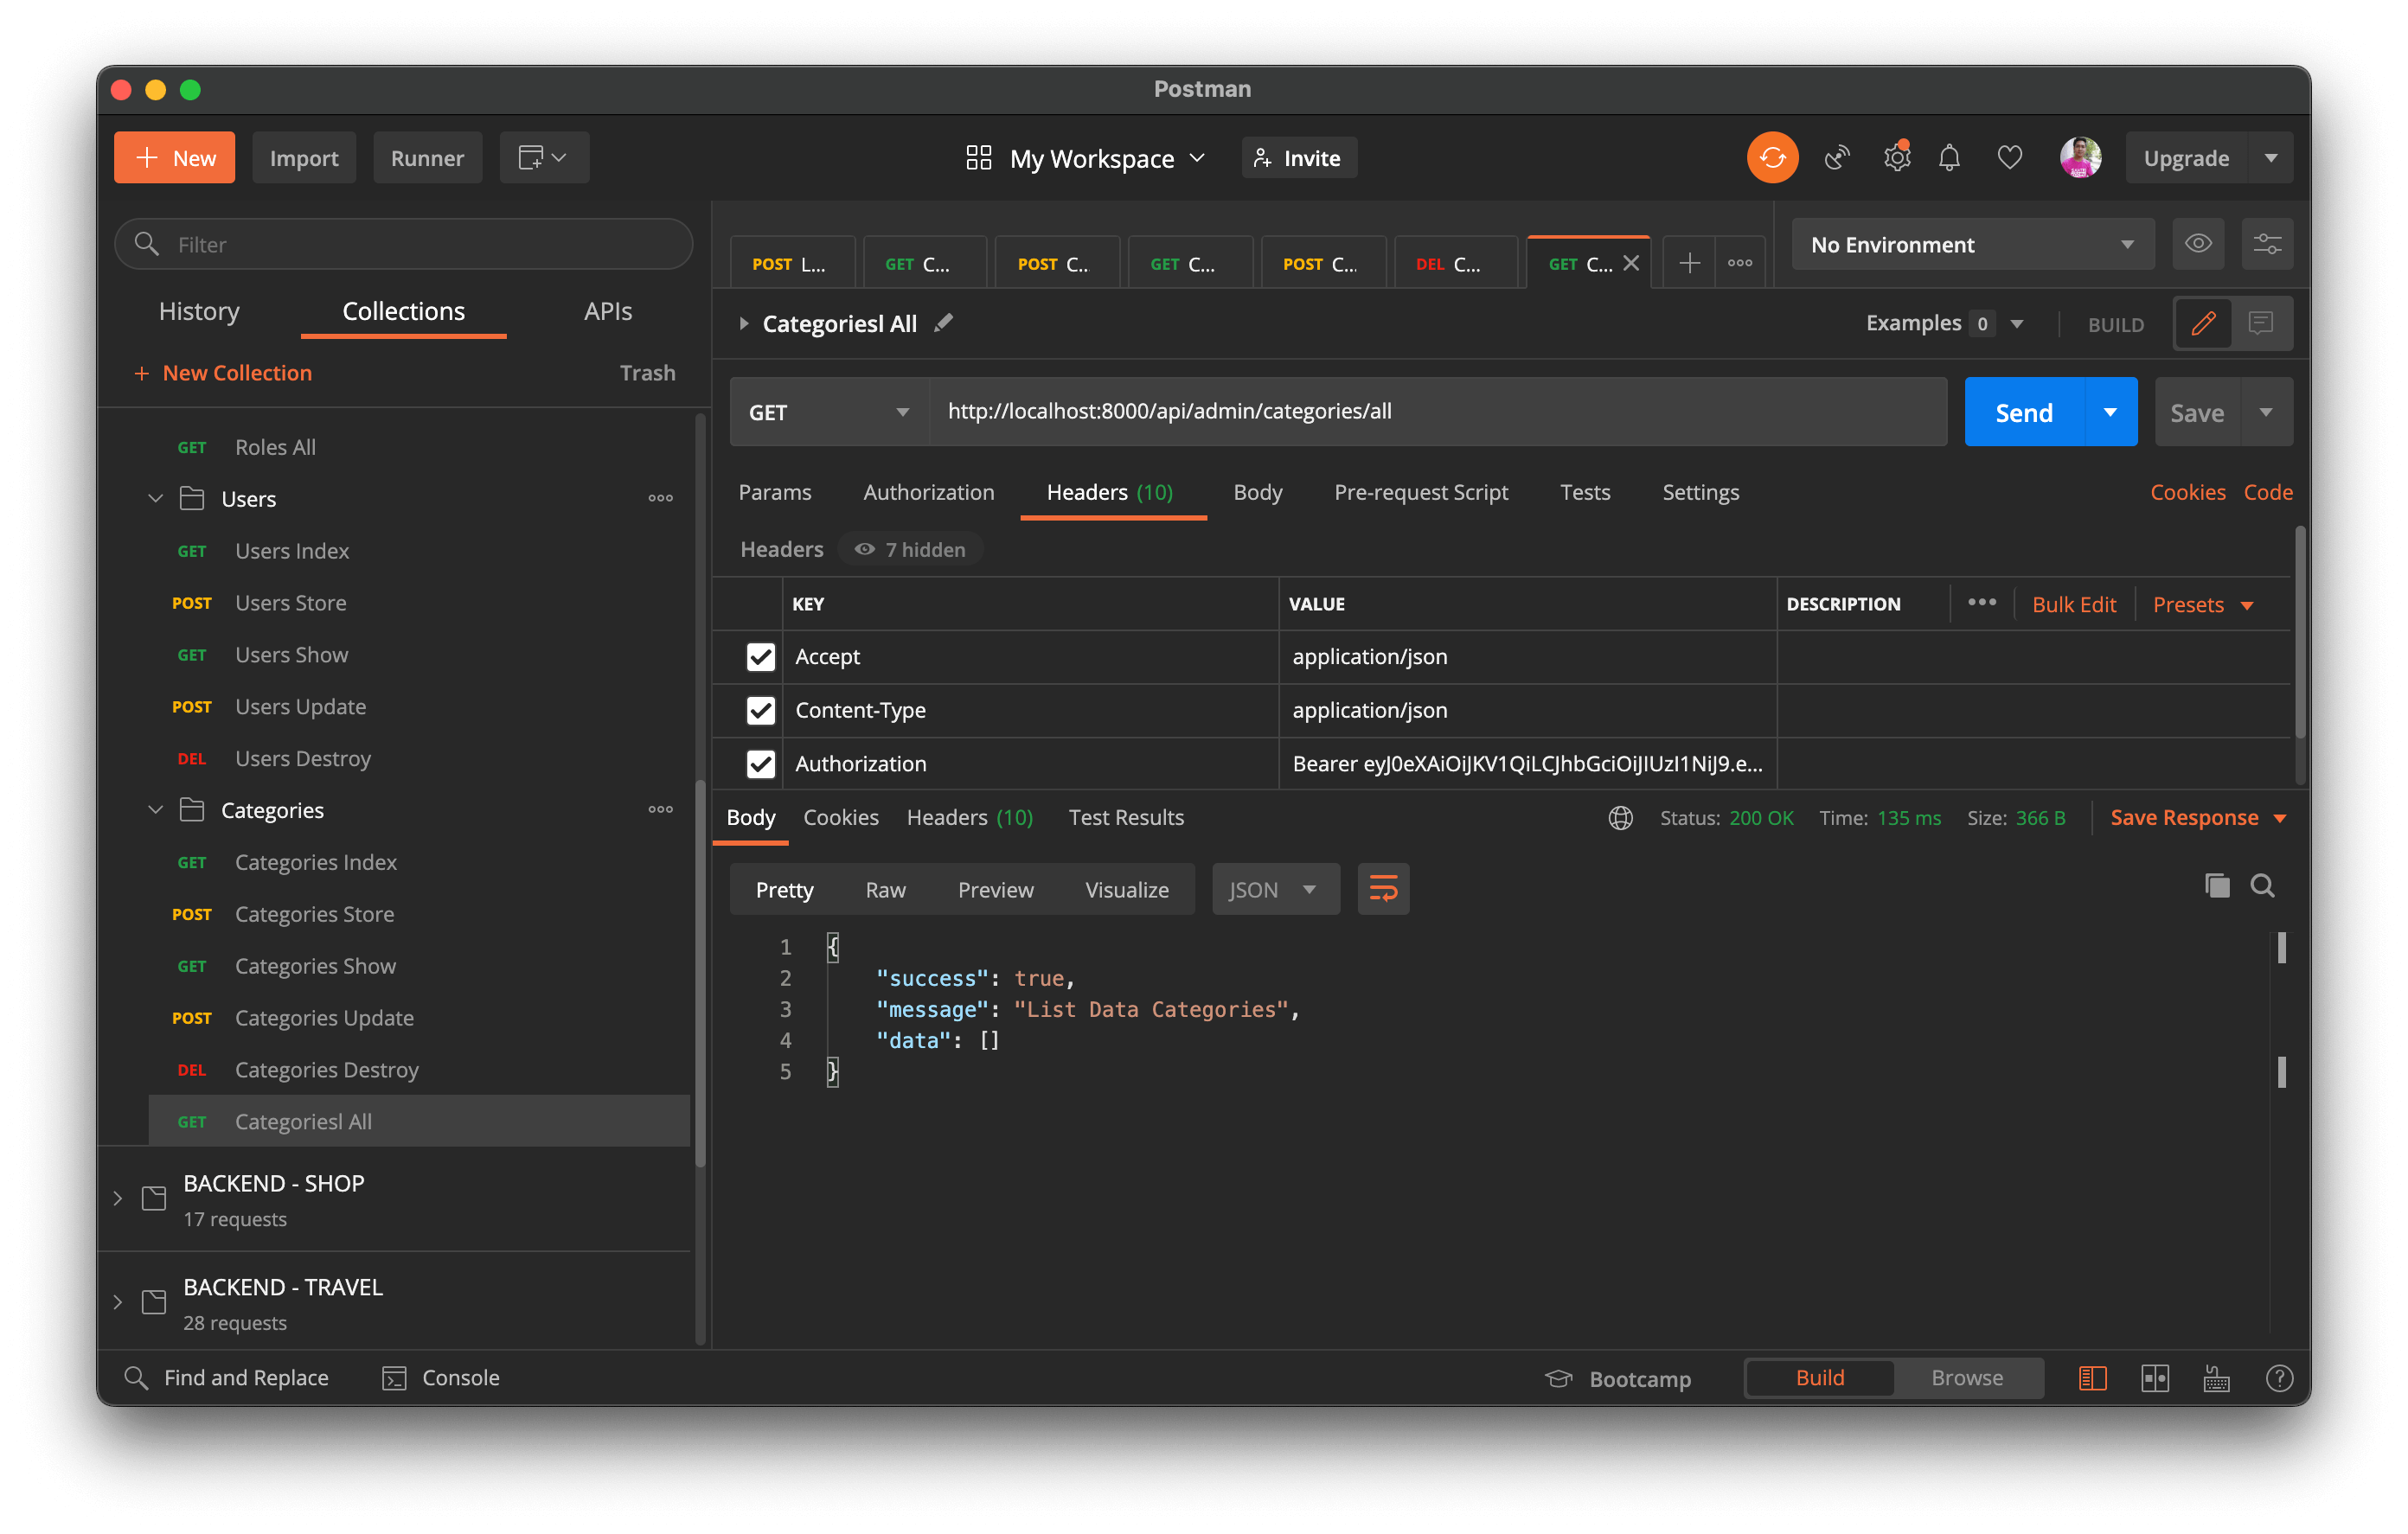 Postman
New
Import
Runner
My Workspace
Invite
Upgrade
Filter
History
Collections
APIs
+ New Collection
Trash
GET Roles All
Users
GET Users Index
POST Users Store
GET Users Show
POST Users Update
DEL Users Destroy
Categories
GET Categories Index
POST Categories Store
GET Categories Show
POST Categories Update
DEL Categories Destroy
GET Categoriesl All
BACKEND - SHOP
17 requests
BACKEND - TRAVEL
28 requests
POST L...
GET C...
POST C...
GET C...
POST C...
DEL C...
GET C...
No Environment
Categoriesl All
Examples 0
BUILD
GET
http://localhost:8000/api/admin/categories/all
Send
Save
Params
Authorization
Headers (10)
Body
Pre-request Script
Tests
Settings
Cookies
Code
Headers
7 hidden
KEY
VALUE
DESCRIPTION
Bulk Edit
Presets
Accept
application/json
Content-Type
application/json
Authorization
Bearer eyJ0eXAiOiJKV1QiLCJhbGciOiJIUzI1NiJ9.e...
Body
Cookies
Headers (10)
Test Results
Status: 200 OK
Time: 135 ms
Size: 366 B
Save Response
Pretty
Raw
Preview
Visualize
JSON
1 {
2 "success": true,
3 "message": "List Data Categories",
4 "data": []
5 }
Find and Replace
Console
Bootcamp
Build
Browse